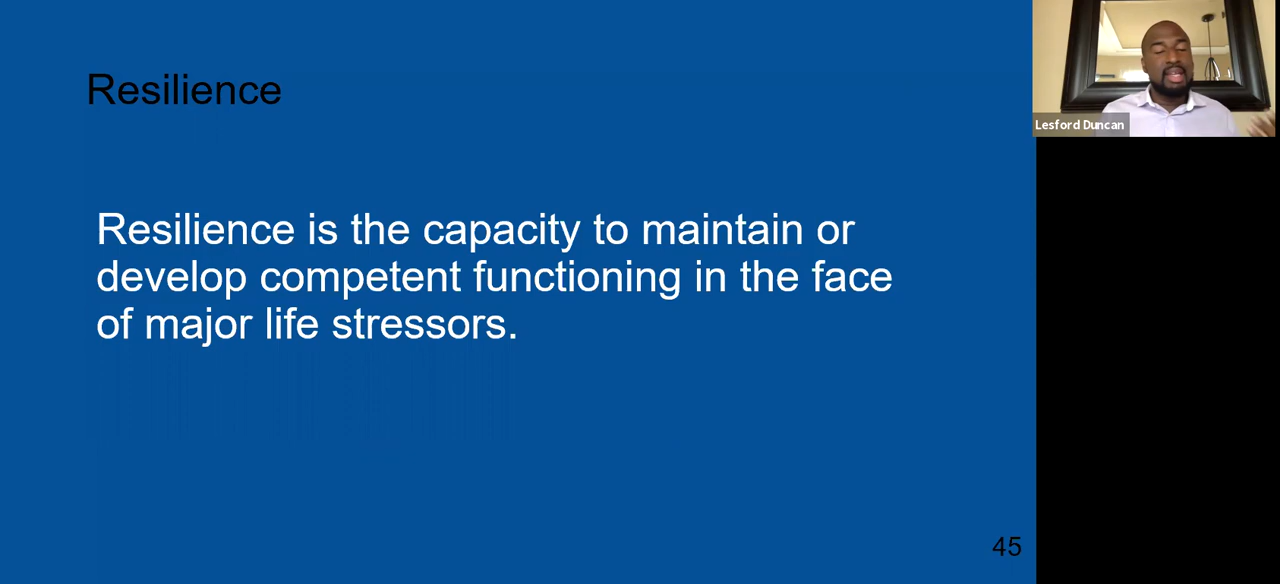 Resilience
Lesford Duncan
Resilience is the capacity to maintain or
develop competent functioning in the face
of major life stressors.
45